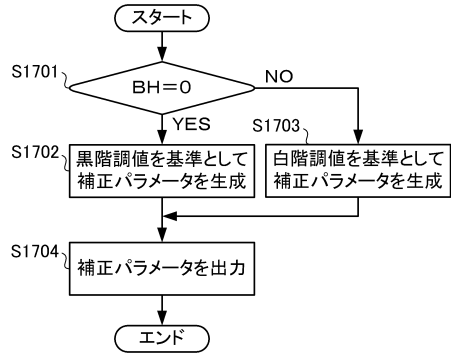 スタート
S1701
BH=0
NO
YES
S1702
黒階調値を基準として
補正パラメータを生成
S1703
白階調値を基準として
補正パラメータを生成
S1704
補正パラメータを出力
エンド